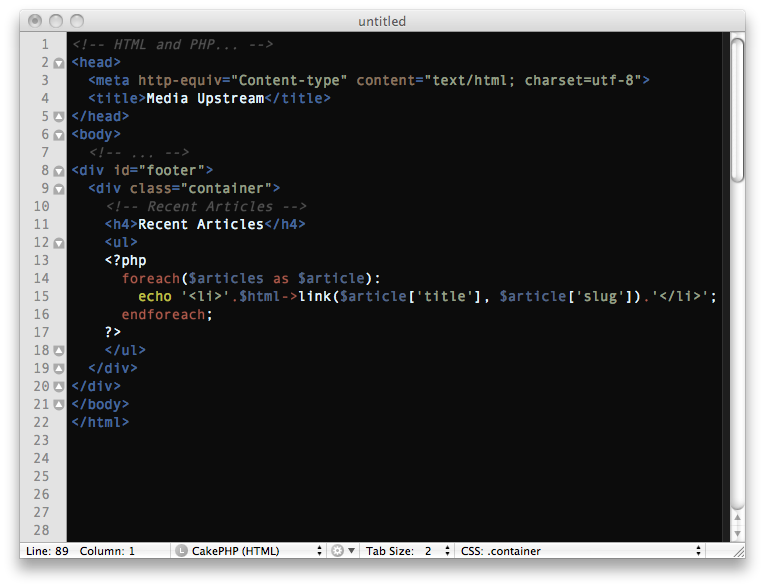 untitled
1 <!-- HTML and PHP... -->
2 <head>
3   <meta http-equiv="Content-type" content="text/html; charset=utf-8">
4   <title>Media Upstream</title>
5 </head>
6 <body>
7   <!-- ... -->
8 <div id="footer">
9   <div class="container">
10     <!-- Recent Articles -->
11     <h4>Recent Articles</h4>
12     <ul>
13     <?php
14       foreach($articles as $article):
15         echo '<li>'.$html->link($article['title'], $article['slug']).'</li>';
16       endforeach;
17     ?>
18     </ul>
19   </div>
20 </div>
21 </body>
22 </html>
23
24
25
26
27
28
Line: 89 Column: 1 L CakePHP (HTML) Tab Size: 2 CSS: .container